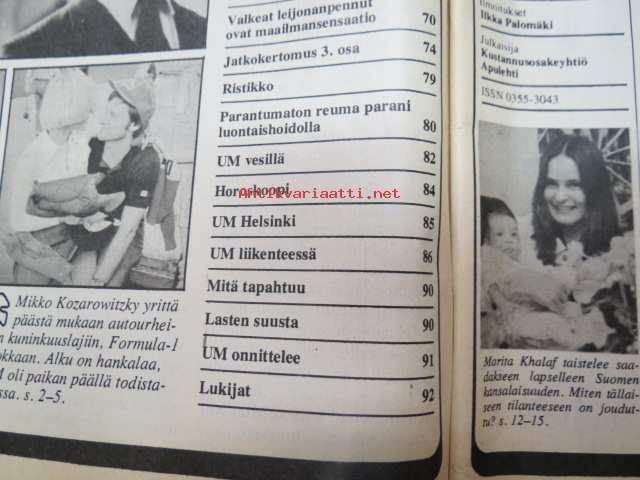 Valkeat leijonanpennut
ovat maailmansensaatio 70
Jatkokertomus 3. osa 74
Ristikko 79
Parantumaton reuma parani
luontaishoidolla 80
UM vesillä 82
Horoskooppi 84
UM Helsinki 85
UM liikenteessä 86
Mitä tapahtuu 90
Lasten suusta 90
UM onnittelee 91
Lukijat 92
Antikvariaatti.net
Mikko Kozarowitzky yrittä
päästä mukaan autourhei-
n kuninkuuslajiin, Formula-1
okkaan. Alku on hankalaa,
M oli paikan päällä todista-
ssa. s. 2–5.
Ilmoitukset
Ilkka Palomäki
Julkaisija
Kustannusosakeyhtiö
Apulehti
ISSN 0355-3043
Marita Khalaf taistelee saa-
dakseen lapselleen Suomen
kansalaisuuden. Miten tällai-
seen tilanteeseen on joudut-
tu? s. 12–15.